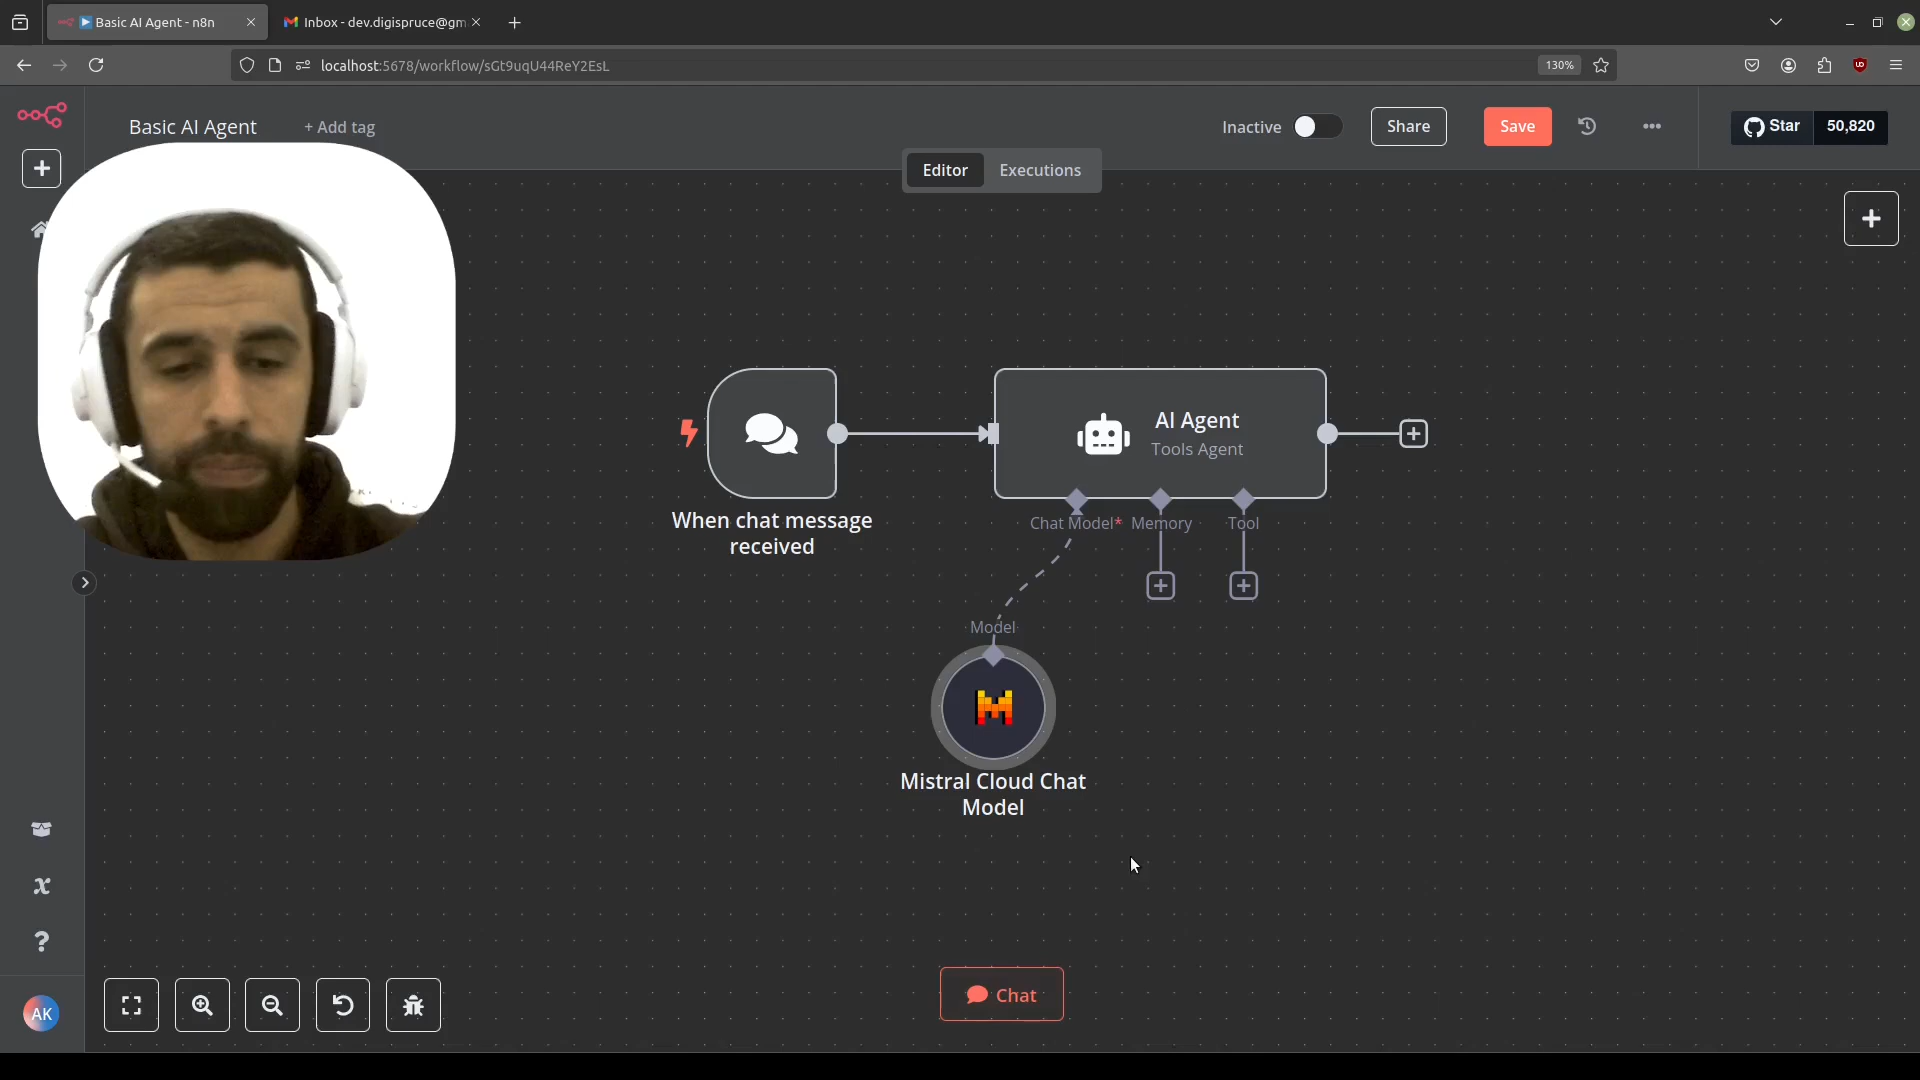 Basic AI Agent - n8n
Inbox - dev.digispruce@gm
localhost:5678/workflow/sGt9uqU44ReY2EsL
130%
Basic AI Agent
+ Add tag
Inactive
Share
Save
Star
50,820
Editor
Executions
AI Agent
Tools Agent
When chat message
received
Chat Model*
Memory
Tool
Model
Mistral Cloud Chat
Model
Chat
AK